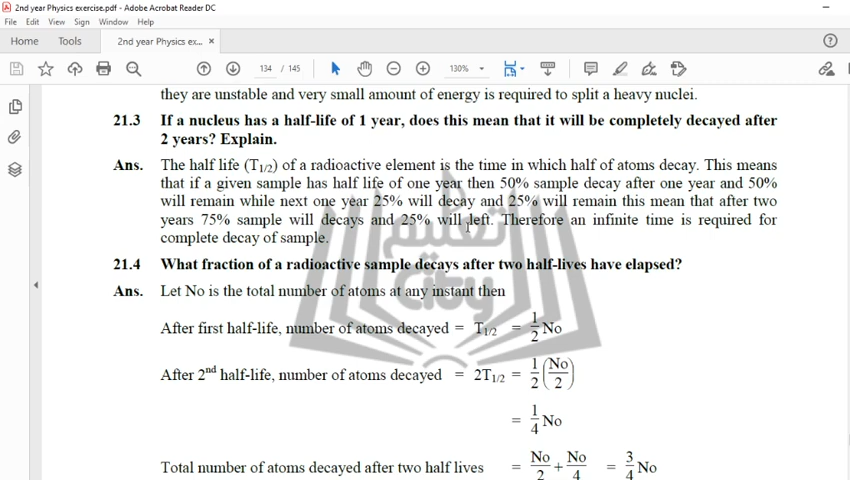 2nd year Physics exercise.pdf - Adobe Acrobat Reader DC
File Edit View Sign Window Help
Home Tools 2nd year Physics ex... ×
134 / 145 130%
they are unstable and very small amount of energy is required to split a heavy nuclei.
21.3 If a nucleus has a half-life of 1 year, does this mean that it will be completely decayed after
2 years? Explain.
Ans. The half life (T1/2) of a radioactive element is the time in which half of atoms decay. This means
that if a given sample has half life of one year then 50% sample decay after one year and 50%
will remain while next one year 25% will decay and 25% will remain this mean that after two
years 75% sample will decays and 25% will left. Therefore an infinite time is required for
complete decay of sample.
تعلیم
City
21.4 What fraction of a radioactive sample decays after two half-lives have elapsed?
Ans. Let No is the total number of atoms at any instant then
After first half-life, number of atoms decayed = T1/2 = 1/2 No
After 2nd half-life, number of atoms decayed = 2T1/2 = 1/2 (No/2)
= 1/4 No
Total number of atoms decayed after two half lives = No/2 + No/4 = 3/4 No